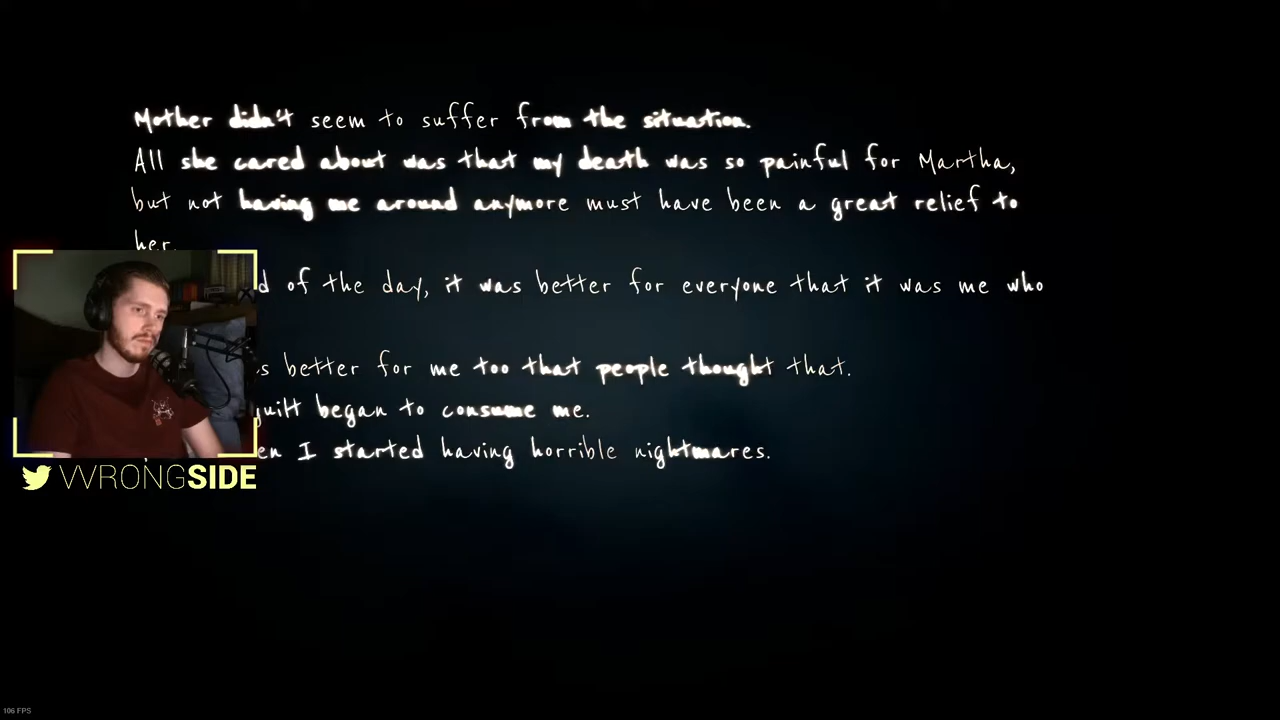 Mother didn't seem to suffer from the situation.
All she cared about was that my death was so painful for Martha,
but not having me around anymore must have been a great relief to
her.
of the day, it was better for everyone that it was me who
better for me too that people thought that.
guilt began to consume me.
I started having horrible nightmares.
VVRONGSIDE
106 FPS